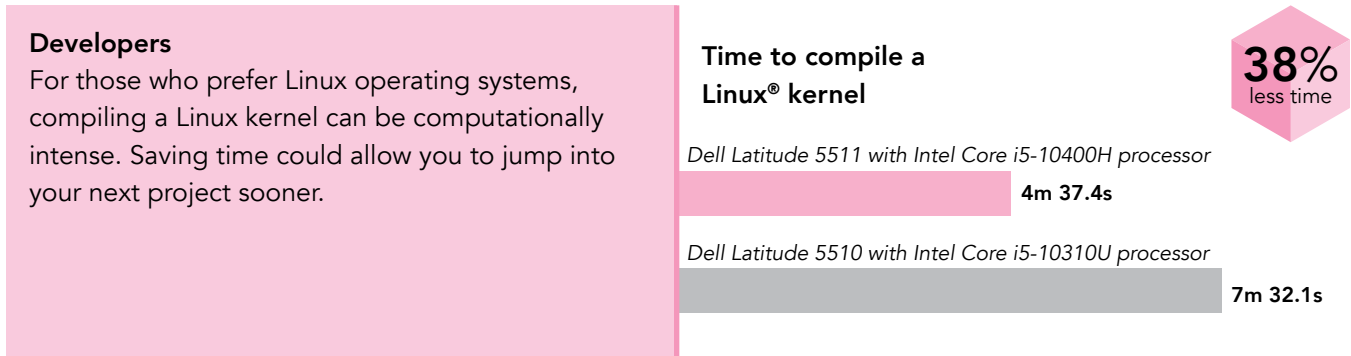 Developers
For those who prefer Linux operating systems,
compiling a Linux kernel can be computationally
intense. Saving time could allow you to jump into
your next project sooner.
Time to compile a
Linux® kernel
38%
less time
Dell Latitude 5511 with Intel Core i5-10400H processor
4m 37.4s
Dell Latitude 5510 with Intel Core i5-10310U processor
7m 32.1s